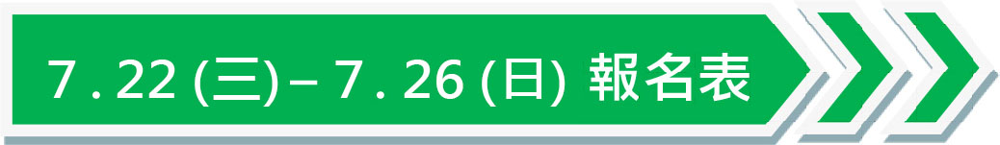 7 . 22 (三) – 7 . 26 (日) 報名表